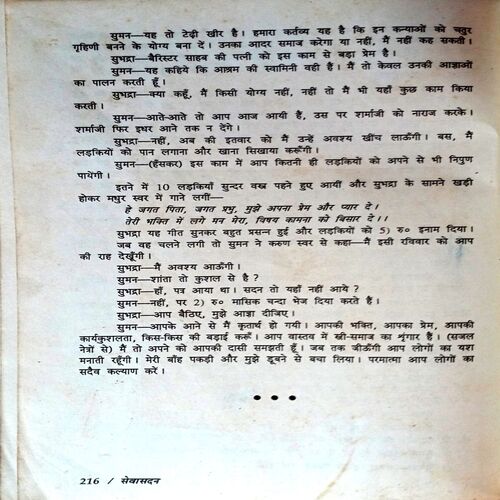 सुमन—यह तो टेढ़ी खीर है। हमारा कर्तव्य यह है कि इन कन्याओं को चतुर
गृहिणी बनने के योग्य बना दें। उनका आदर समाज करेगा या नहीं, मैं नहीं कह सकती।
सुभद्रा—बैरिस्टर साहब की पत्नी को इस काम से बड़ा प्रेम है।
सुमन—यह कहिये कि आश्रम की स्वामिनी वही हैं। मैं तो केवल उनकी आज्ञाओं
का पालन करती हूँ।
सुभद्रा—क्या कहूँ, मैं किसी योग्य नहीं, नहीं तो मैं भी यहाँ कुछ काम किया
करती।
सुमन—आते-आते तो आप आज आयी हैं, उस पर शर्माजी को नाराज करके।
शर्माजी फिर इधर आने तक न देंगे।
सुभद्रा—नहीं, अब की इतवार को मैं उन्हें अवश्य खींच लाऊँगी। बस, मैं
लड़कियों को पान लगाना और खाना सिखाया करूँगी।
सुमन—(हँसकर) इस काम में आप कितनी ही लड़कियों को अपने से भी निपुण
पायेंगी।
इतने में 10 लड़कियाँ सुन्दर वस्त्र पहने हुए आयीं और सुभद्रा के सामने खड़ी
होकर मधुर स्वर में गाने लगीं—
हे जगत पिता, जगत प्रभु, मुझे अपना प्रेम और प्यार दे।
तेरी भक्ति में लगे मन मेरा, विषय कामना को बिसार दे।।
सुभद्रा यह गीत सुनकर बहुत प्रसन्न हुई और लड़कियों को 5) रु० इनाम दिया।
जब वह चलने लगी तो सुमन ने करुण स्वर से कहा—मैं इसी रविवार को आप
की राह देखूँगी।
सुभद्रा—मैं अवश्य आऊँगी।
सुमन—शांता तो कुशल से है ?
सुभद्रा—हाँ, पत्र आया था। सदन तो यहाँ नहीं आये ?
सुमन—नहीं, पर 2) रु० मासिक चन्दा भेज दिया करते हैं।
सुभद्रा—आप बैठिए, मुझे आज्ञा दीजिए।
सुमन—आपके आने से मैं कृतार्थ हो गयी। आपकी भक्ति, आपका प्रेम, आपकी
कार्यकुशलता, किस-किस की बड़ाई करूँ। आप वास्तव में स्त्री-समाज का शृंगार हैं। (सजल
नेत्रों से) मैं तो अपने को आपकी दासी समझती हूँ। जब तक जीऊँगी आप लोगों का यश
मनाती रहूँगी। मेरी बाँह पकड़ी और मुझे डूबने से बचा लिया। परमात्मा आप लोगों का
सदैव कल्याण करें।
• • •
216 / सेवासदन